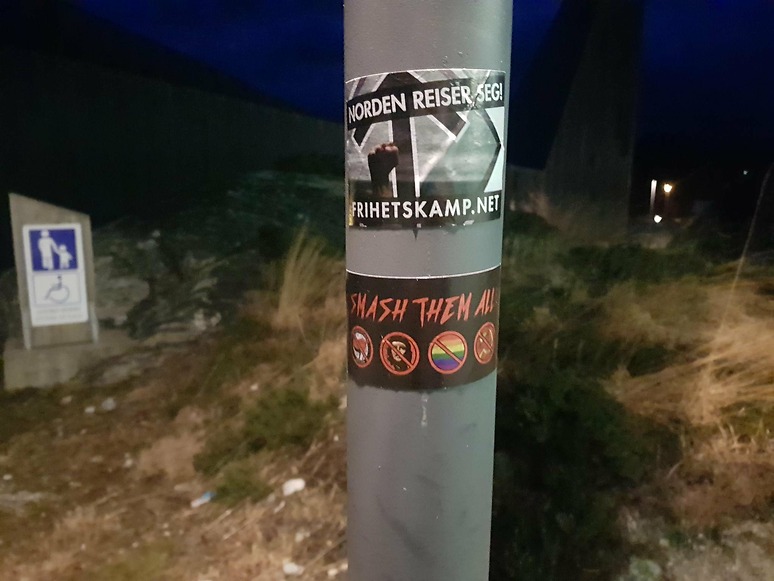 NORDEN REISER SEG!
FRIHETSKAMP.NET
SMASH THEM ALL